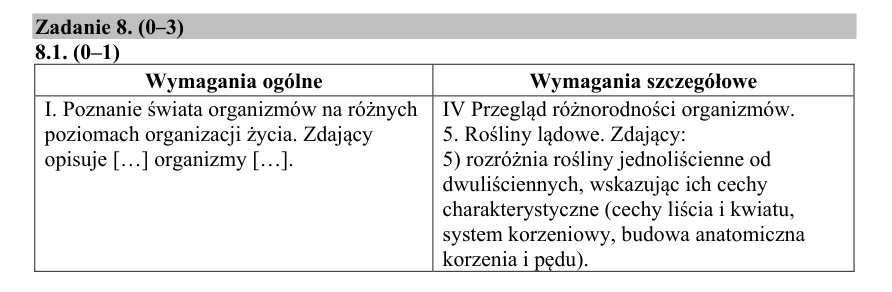 Zadanie 8. (0–3)
8.1. (0–1)
Wymagania ogólne
Wymagania szczegółowe
I. Poznanie świata organizmów na różnych
poziomach organizacji życia. Zdający
opisuje […] organizmy […].
IV Przegląd różnorodności organizmów.
5. Rośliny lądowe. Zdający:
5) rozróżnia rośliny jednoliścienne od
dwuliściennych, wskazując ich cechy
charakterystyczne (cechy liścia i kwiatu,
system korzeniowy, budowa anatomiczna
korzenia i pędu).